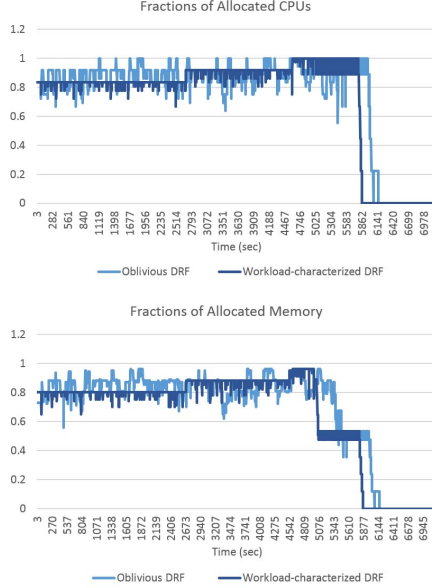 Fractions of Allocated CPUs
1.2
1
0.8
0.6
0.4
0.2
0
3 282 561 840 1119 1398 1677 1956 2235 2514 2793 3072 3351 3630 3909 4188 4467 4746 5025 5304 5583 5862 6141 6420 6699 6978
Time (sec)
Oblivious DRF Workload-characterized DRF
Fractions of Allocated Memory
1.2
1
0.8
0.6
0.4
0.2
0
3 270 537 804 1071 1338 1605 1872 2139 2406 2673 2940 3207 3474 3741 4008 4275 4542 4809 5076 5343 5610 5877 6144 6411 6678 6945
Time (sec)
Oblivious DRF Workload-characterized DRF